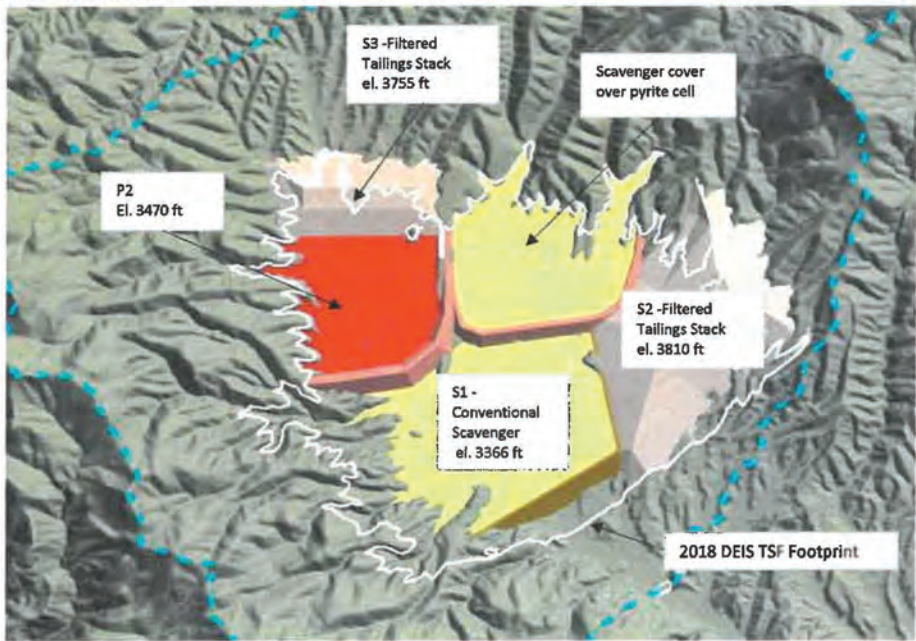 S3 -Filtered
Tailings Stack
el. 3755 ft
Scavenger cover
over pyrite cell
P2
El. 3470 ft
S2 -Filtered
Tailings Stack
el. 3810 ft
S1 -
Conventional
Scavenger
el. 3366 ft
2018 DEIS TSF Footprint